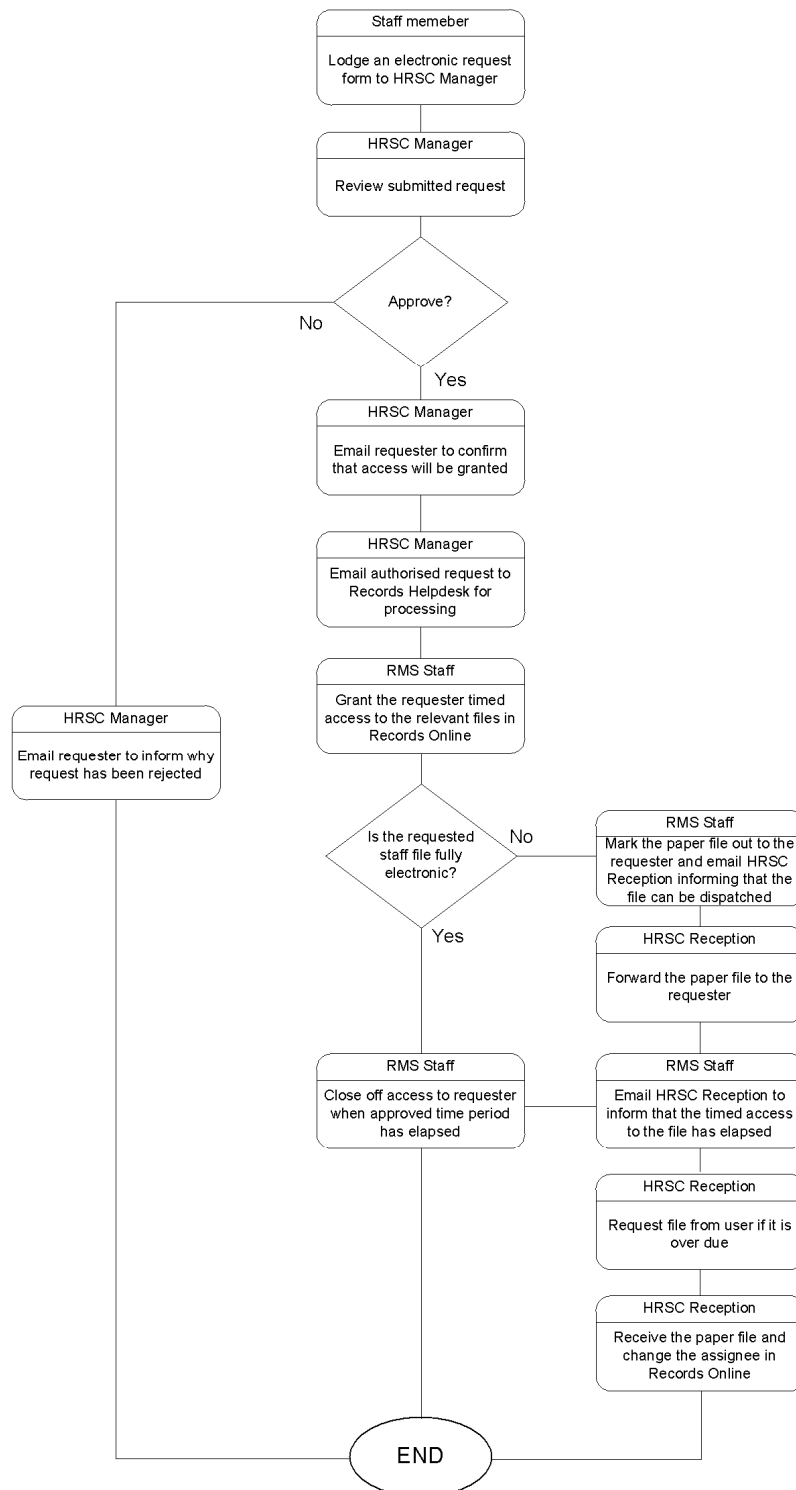 Staff memeber
Lodge an electronic request
form to HRSC Manager
HRSC Manager
Review submitted request
Approve?
No
Yes
HRSC Manager
Email requester to confirm
that access will be granted
HRSC Manager
Email authorised request to
Records Helpdesk for
processing
RMS Staff
Grant the requester timed
access to the relevant files in
Records Online
HRSC Manager
Email requester to inform why
request has been rejected
Is the requested
staff file fully
electronic?
No
Yes
RMS Staff
Mark the paper file out to the
requester and email HRSC
Reception informing that the
file can be dispatched
HRSC Reception
Forward the paper file to the
requester
RMS Staff
Close off access to requester
when approved time period
has elapsed
RMS Staff
Email HRSC Reception to
inform that the timed access
to the file has elapsed
HRSC Reception
Request file from user if it is
over due
HRSC Reception
Receive the paper file and
change the assignee in
Records Online
END